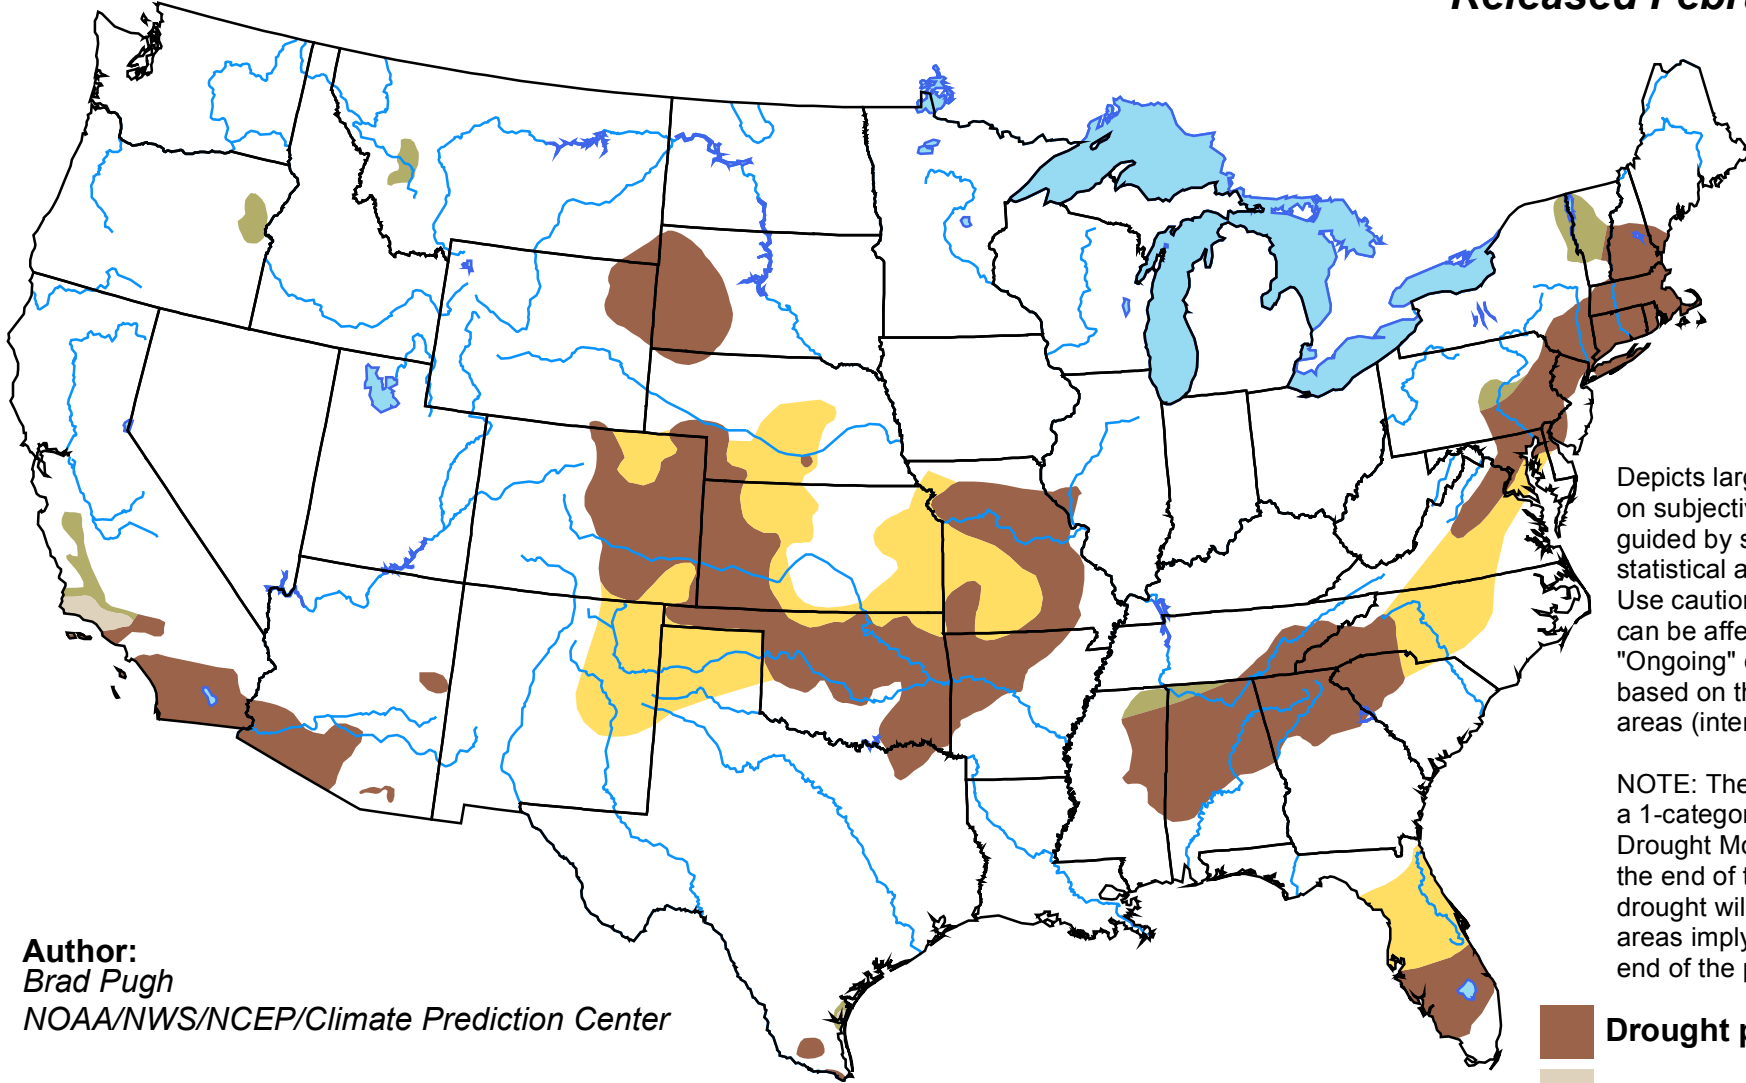 Released Febru
Depicts larg
on subjectiv
guided by s
statistical a
Use caution
can be affe
"Ongoing" d
based on th
areas (inter
NOTE: The
a 1-categor
Drought Mo
the end of t
drought wil
areas imply
end of the p
Author:
Brad Pugh
NOAA/NWS/NCEP/Climate Prediction Center
Drought p